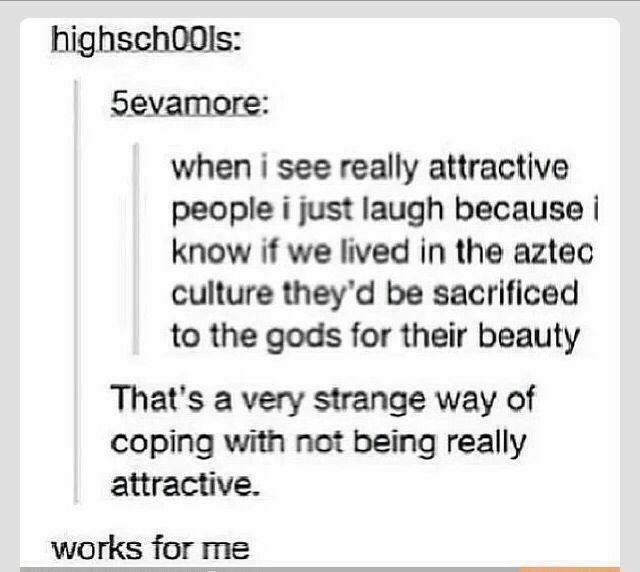 highsch00ls:
5evamore:
when i see really attractive
people i just laugh because i
know if we lived in the aztec
culture they'd be sacrificed
to the gods for their beauty
That's a very strange way of
coping with not being really
attractive.
works for me